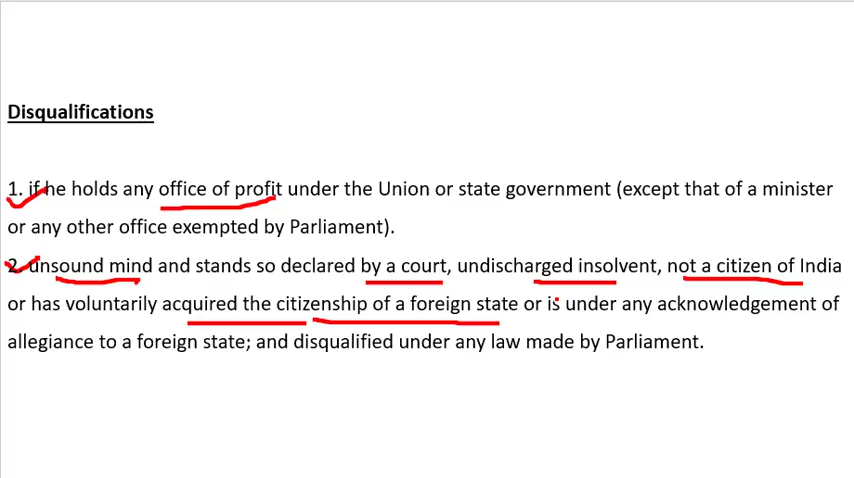 Disqualifications
1. if he holds any office of profit under the Union or state government (except that of a minister
or any other office exempted by Parliament).
2. unsound mind and stands so declared by a court, undischarged insolvent, not a citizen of India
or has voluntarily acquired the citizenship of a foreign state or is under any acknowledgement of
allegiance to a foreign state; and disqualified under any law made by Parliament.